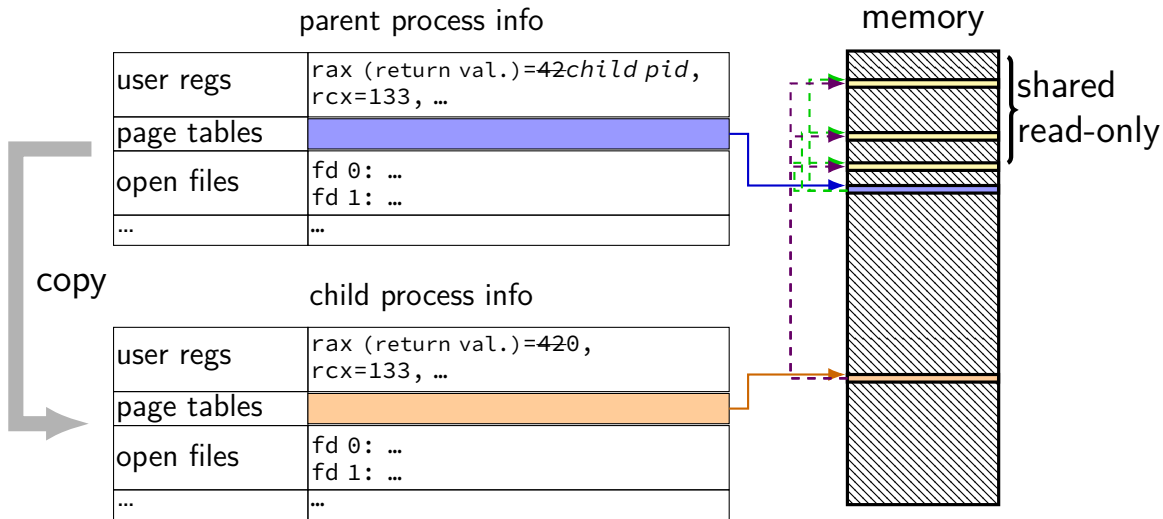 parent process info
memory
user regs
rax (return val.)=42child pid,
rcx=133, …
page tables
open files
fd 0: …
fd 1: …
…
…
shared
read-only
copy
child process info
user regs
rax (return val.)=420,
rcx=133, …
page tables
open files
fd 0: …
fd 1: …
…
…